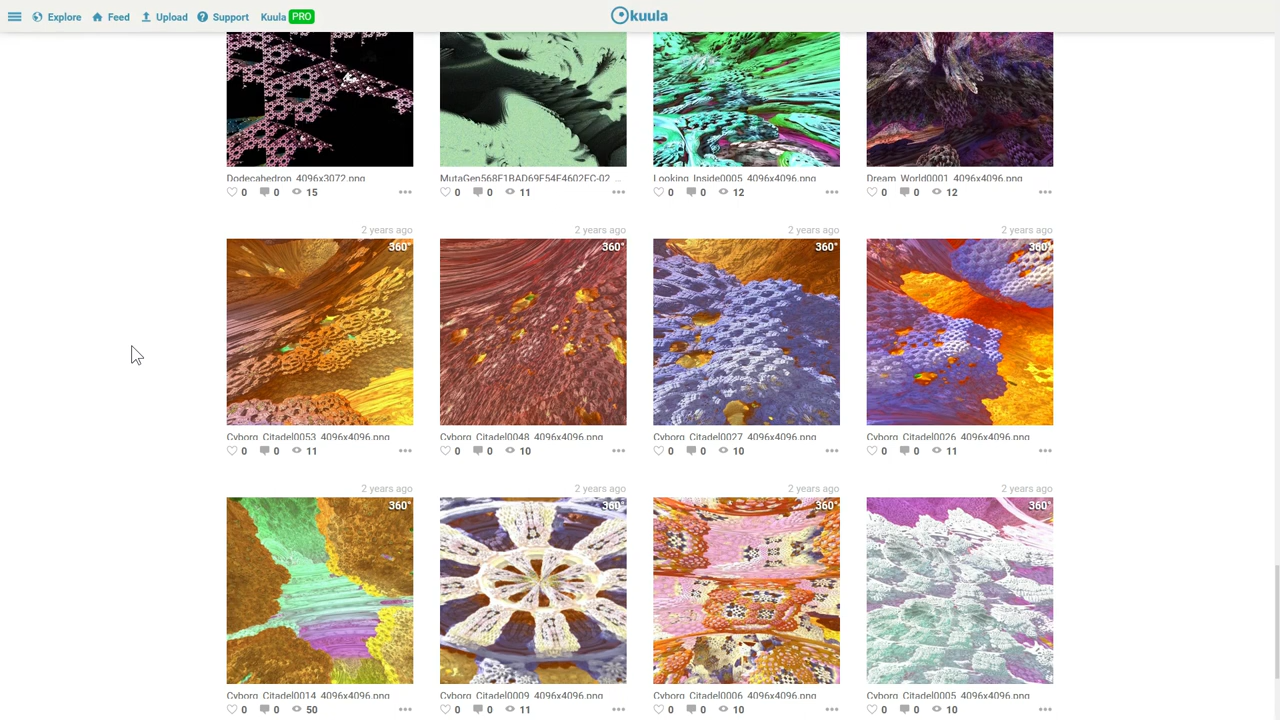 Explore Feed Upload Support Kuula PRO kuula
Dodecahedron_4096x3072.png MutaGen568E1BAD69F54F4602FC-02 ... Looking_Inside0005_4096x4096.png Dream_World0001_4096x4096.png
0 0 15 ••• 0 0 11 ••• 0 0 12 ••• 0 0 12 •••
2 years ago 2 years ago 2 years ago 2 years ago
360° 360° 360° 360°
Cyborg_Citadel0053_4096x4096.png Cyborg_Citadel0048_4096x4096.png Cyborg_Citadel0027_4096x4096.png Cyborg_Citadel0026_4096x4096.png
0 0 11 ••• 0 0 10 ••• 0 0 10 ••• 0 0 11 •••
2 years ago 2 years ago 2 years ago 2 years ago
360° 360° 360° 360°
Cyborg_Citadel0014_4096x4096.png Cyborg_Citadel0009_4096x4096.png Cyborg_Citadel0006_4096x4096.png Cyborg_Citadel0005_4096x4096.png
0 0 50 ••• 0 0 11 ••• 0 0 10 ••• 0 0 10 •••